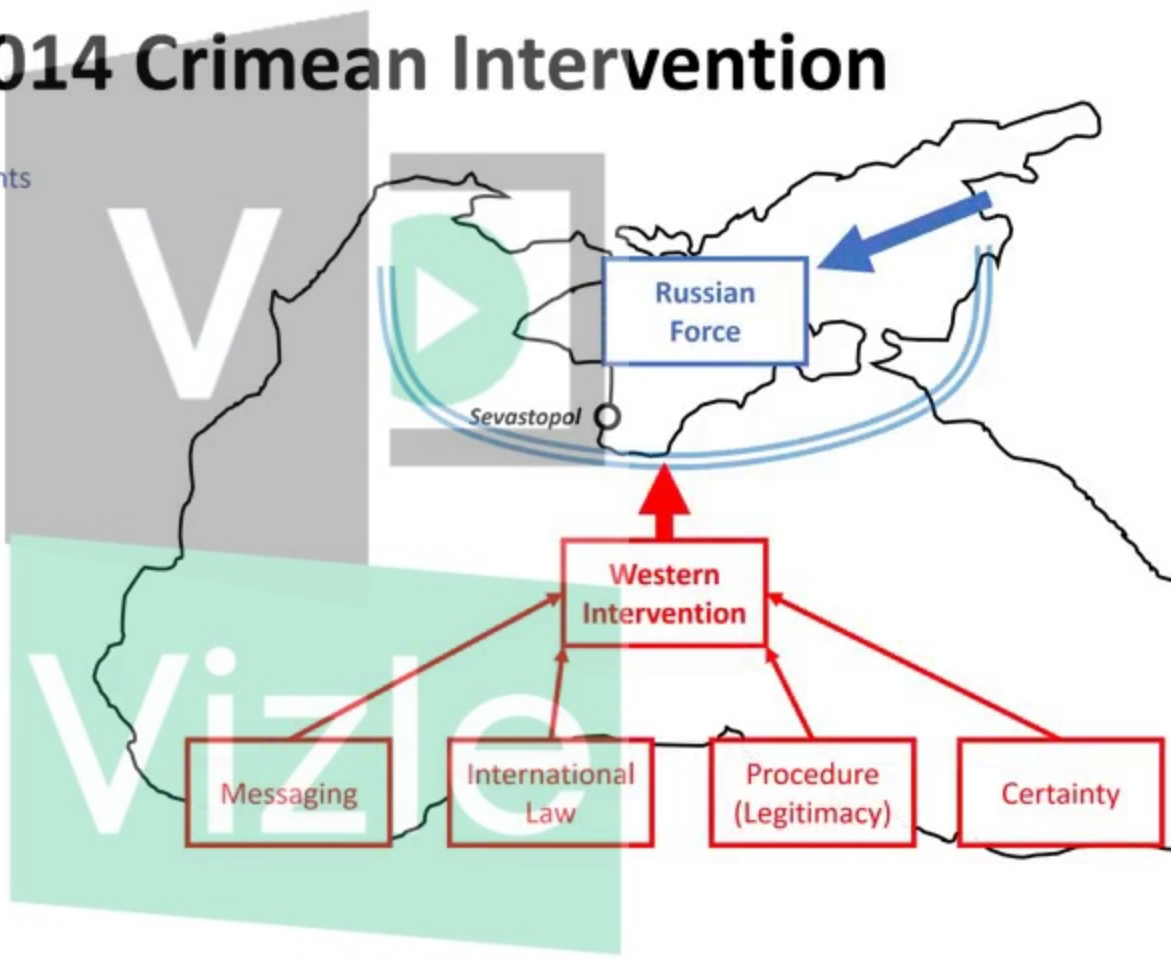 014 Crimean Intervention
nts
V
Russian
Force
Sevastopol
Western
Intervention
Vizle
Messaging
International
Law
Procedure
(Legitimacy)
Certainty